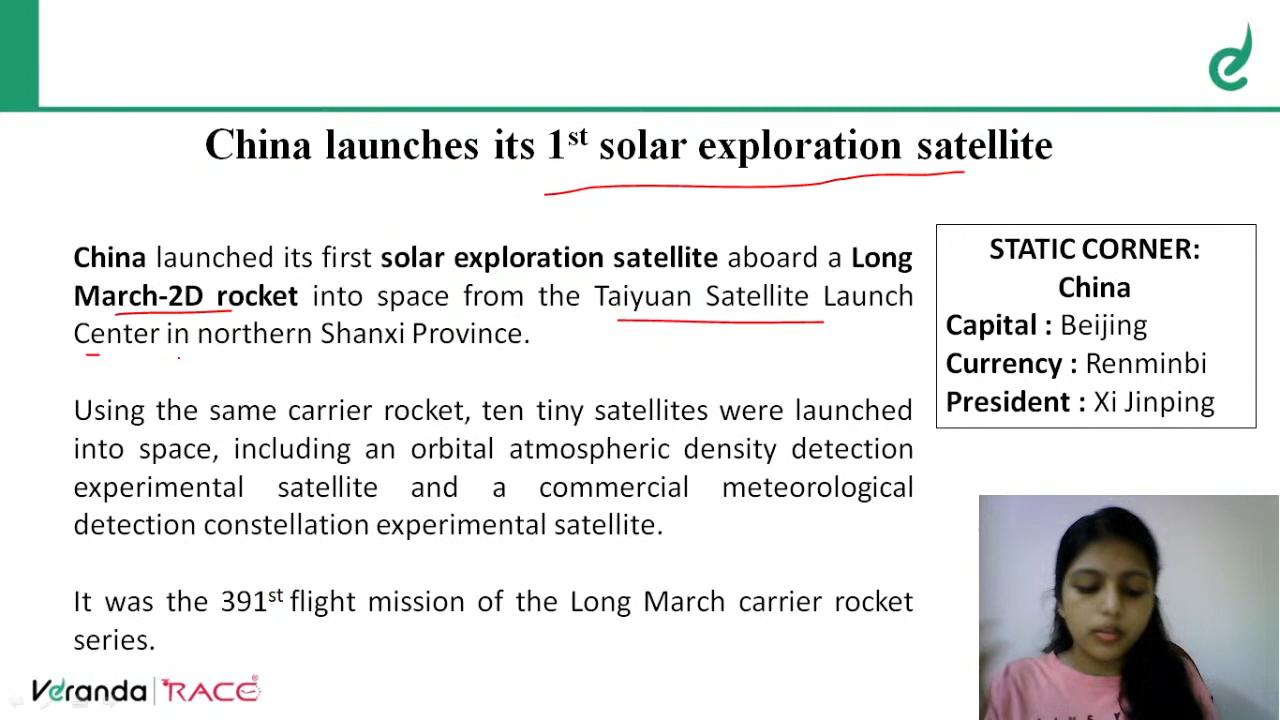 China launches its 1st solar exploration satellite
China launched its first solar exploration satellite aboard a Long
March-2D rocket into space from the Taiyuan Satellite Launch
Center in northern Shanxi Province.
Using the same carrier rocket, ten tiny satellites were launched
into space, including an orbital atmospheric density detection
experimental satellite and a commercial meteorological
detection constellation experimental satellite.
It was the 391st flight mission of the Long March carrier rocket
series.
STATIC CORNER:
China
Capital : Beijing
Currency : Renminbi
President : Xi Jinping
Veranda | RACE